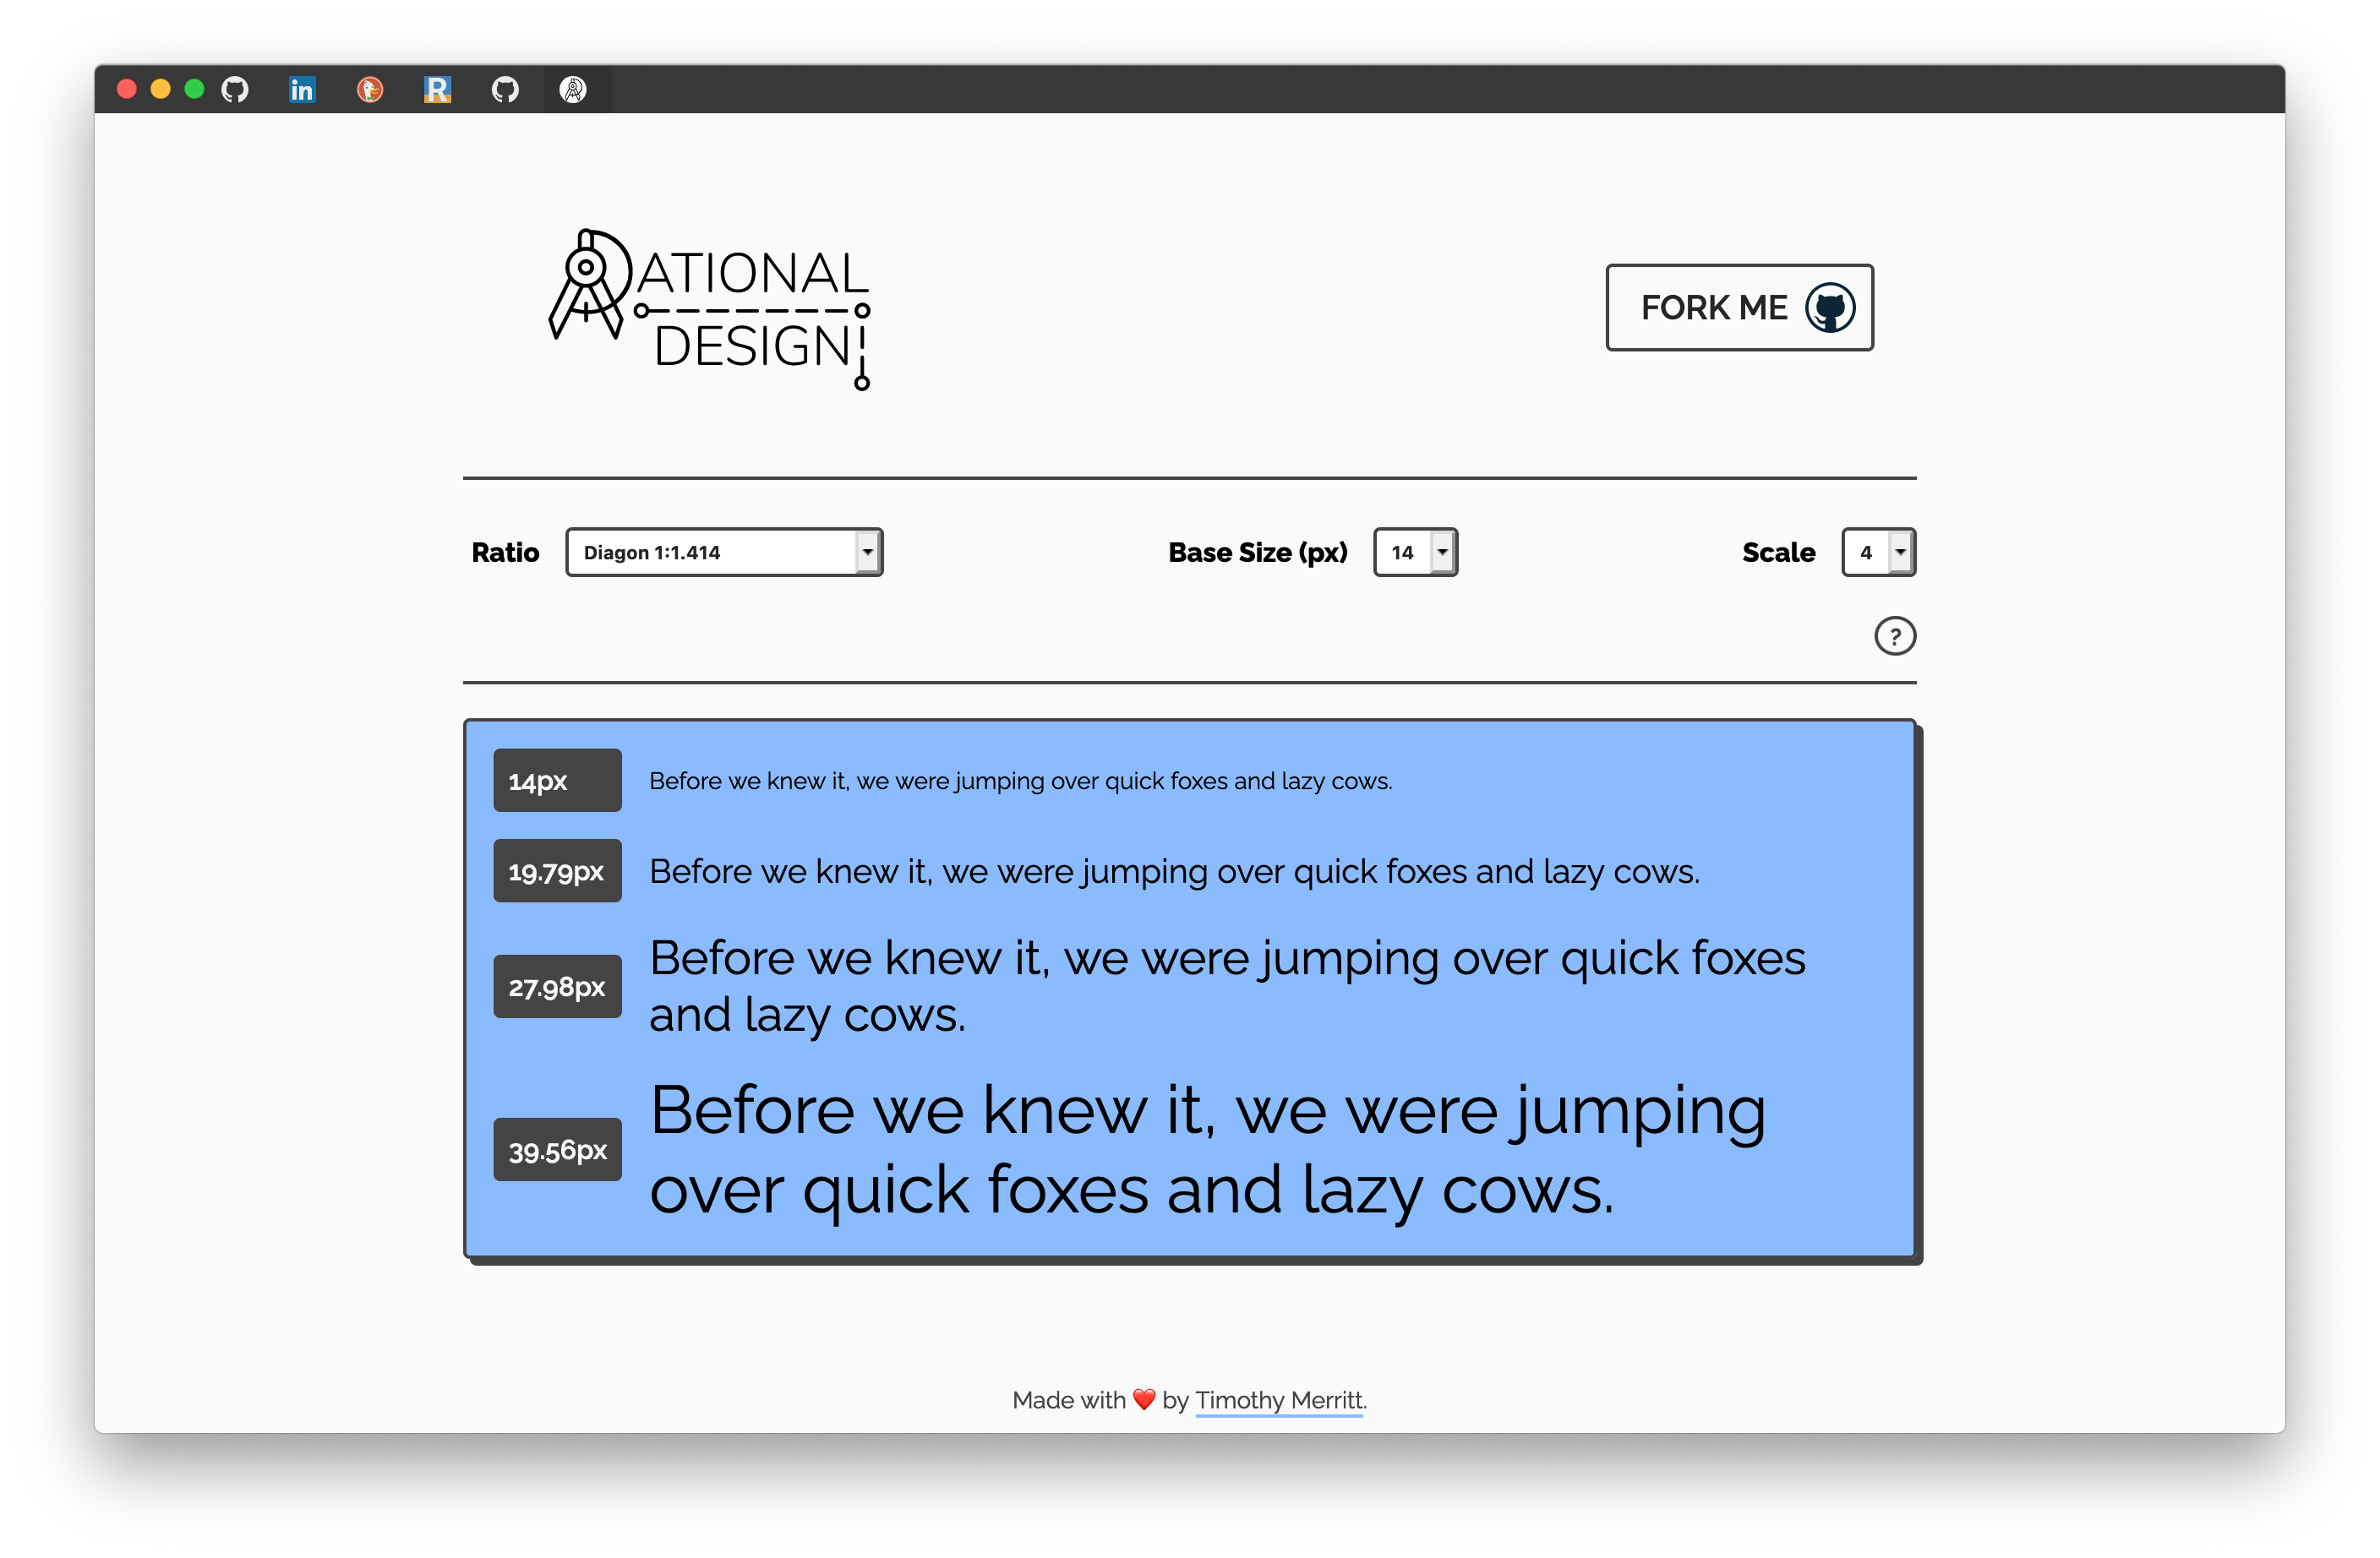 RATIONAL
DESIGN
FORK ME
Ratio
Diagon 1:1.414
Base Size (px)
14
Scale
4
?
14px
Before we knew it, we were jumping over quick foxes and lazy cows.
19.79px
Before we knew it, we were jumping over quick foxes and lazy cows.
27.98px
Before we knew it, we were jumping over quick foxes
and lazy cows.
39.56px
Before we knew it, we were jumping
over quick foxes and lazy cows.
Made with ❤️ by Timothy Merritt.